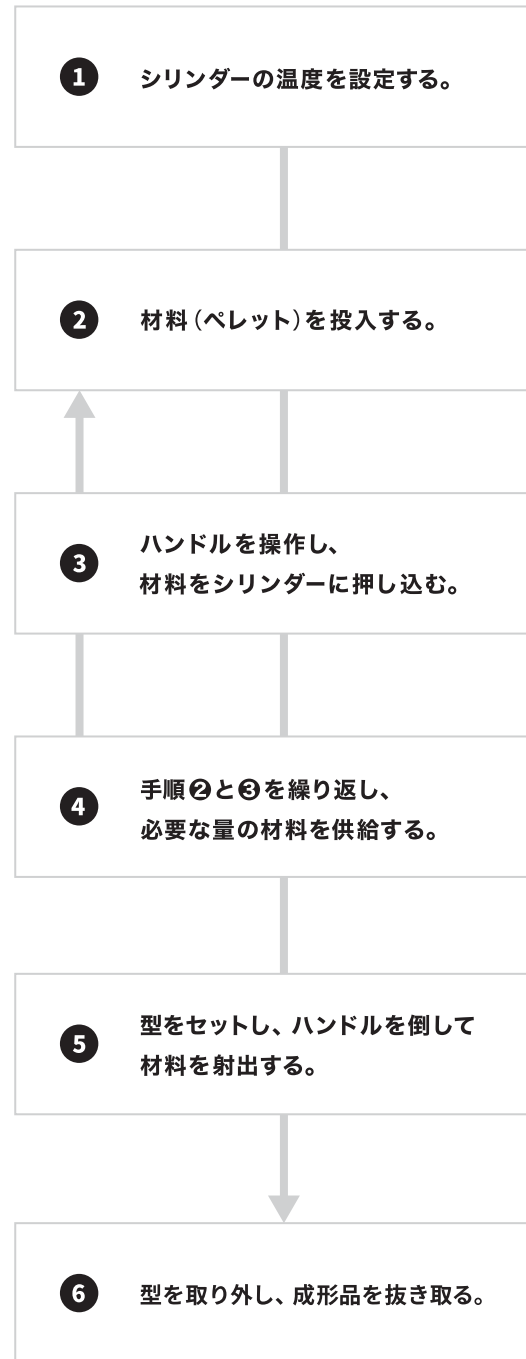 ❶ シリンダーの温度を設定する。
❷ 材料(ペレット)を投入する。
❸ ハンドルを操作し、
材料をシリンダーに押し込む。
❹ 手順❷と❸を繰り返し、
必要な量の材料を供給する。
❺ 型をセットし、ハンドルを倒して
材料を射出する。
❻ 型を取り外し、成形品を抜き取る。